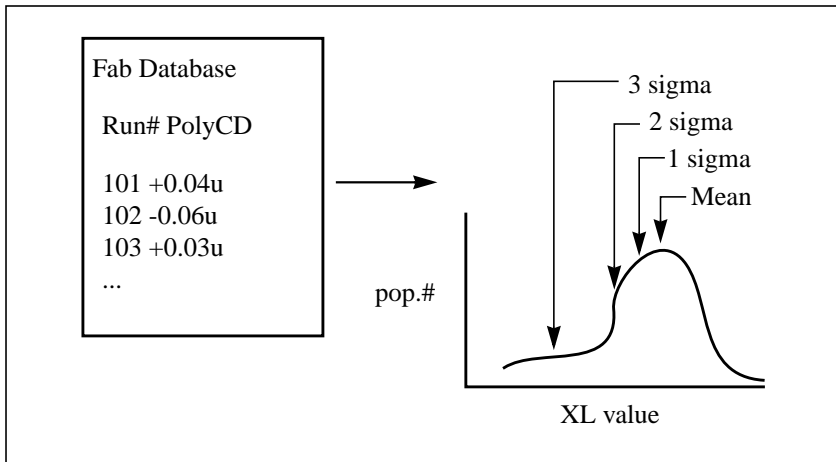 Fab Database
Run# PolyCD
101 +0.04u
102 -0.06u
103 +0.03u
...
3 sigma
2 sigma
1 sigma
Mean
pop.#
XL value